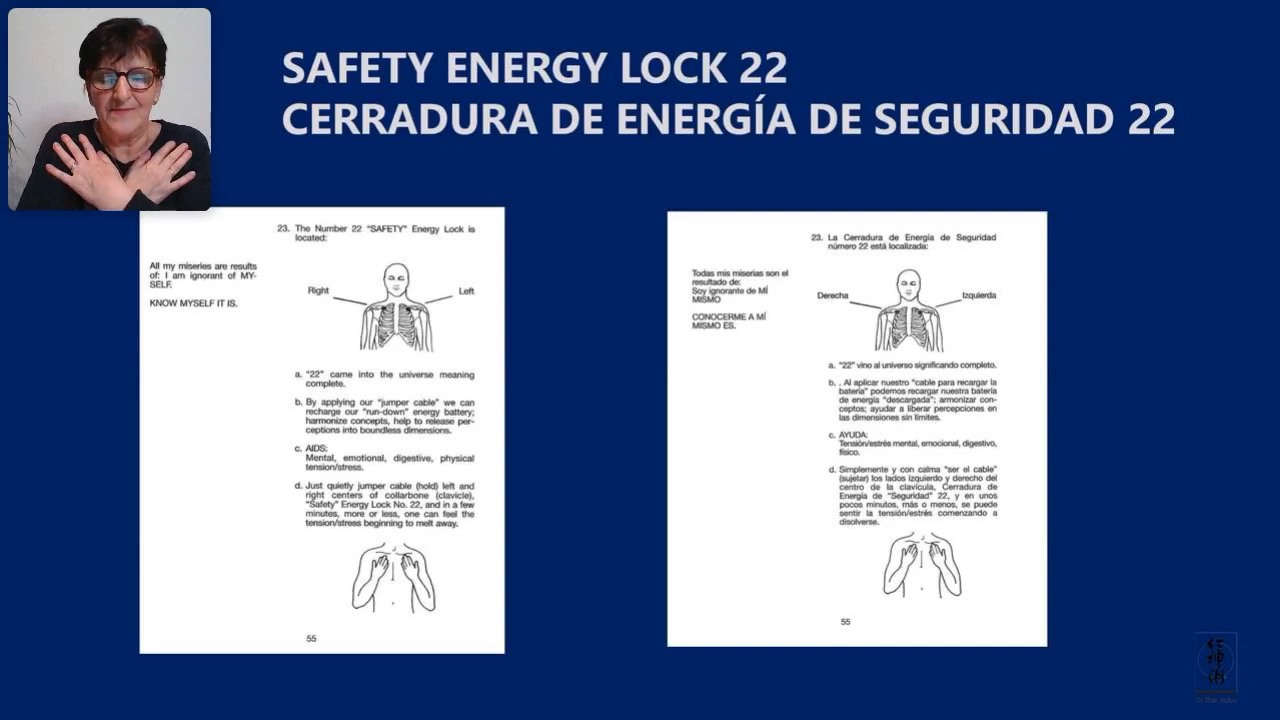 SAFETY ENERGY LOCK 22
CERRADURA DE ENERGÍA DE SEGURIDAD 22
23. The Number 22 "SAFETY" Energy Lock is
located:
All my miseries are results
of: I am ignorant of MY-
SELF.
KNOW MYSELF IT IS.
Right
Left
a. "22" came into the universe meaning
complete.
b. By applying our "jumper cable" we can
recharge our "run-down" energy battery;
harmonize concepts, help to release per-
ceptions into boundless dimensions.
c. AIDS:
Mental, emotional, digestive, physical
tension/stress.
d. Just quietly jumper cable (hold) left and
right centers of collarbone (clavicle),
"Safety" Energy Lock No. 22, and in a few
minutes, more or less, one can feel the
tension/stress beginning to melt away.
55
23. La Cerradura de Energía de Seguridad
número 22 está localizada:
Todas mis miserias son el
resultado de:
Soy ignorante de MÍ
MISMO
CONOCERME A MÍ
MISMO ES.
Derecha
Izquierda
a. "22" vino al universo significando completo.
b. . Al aplicar nuestro "cable para recargar la
batería" podemos recargar nuestra batería
de energía "descargada"; armonizar con-
ceptos; ayudar a liberar percepciones en
las dimensiones sin límites.
c. AYUDA:
Tensión/estrés mental, emocional, digestivo,
físico.
d. Simplemente y con calma "ser el cable"
(sujetar) los lados izquierdo y derecho del
centro de la clavícula, Cerradura de
Energía de "Seguridad" 22, y en unos
pocos minutos, más o menos, se puede
sentir la tensión/estrés comenzando a
disolverse.
55